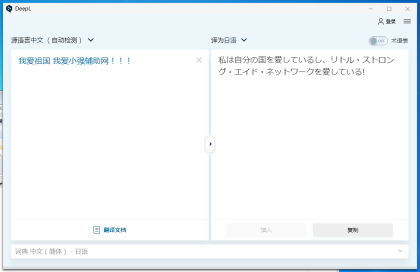 DeepL
登录
源语言中文（自动检测）
译为日语
OFF
术语表
我爱祖国 我爱小强辅助网！！！
私は自分の国を愛しているし、リトル・ストロン
グ・エイド・ネットワークを愛している!
翻译文档
插入
复制
词典 中文（简体） - 日语